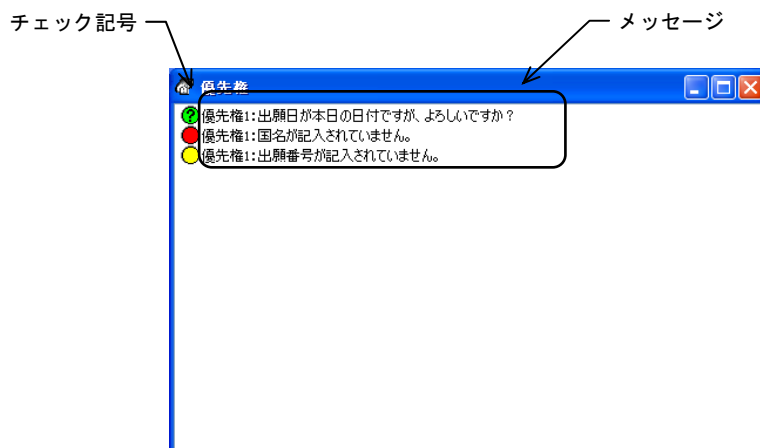 チェック記号
メッセージ
優先権
優先権1:出願日が本日の日付ですが、よろしいですか?
優先権1:国名が記入されていません。
優先権1:出願番号が記入されていません。